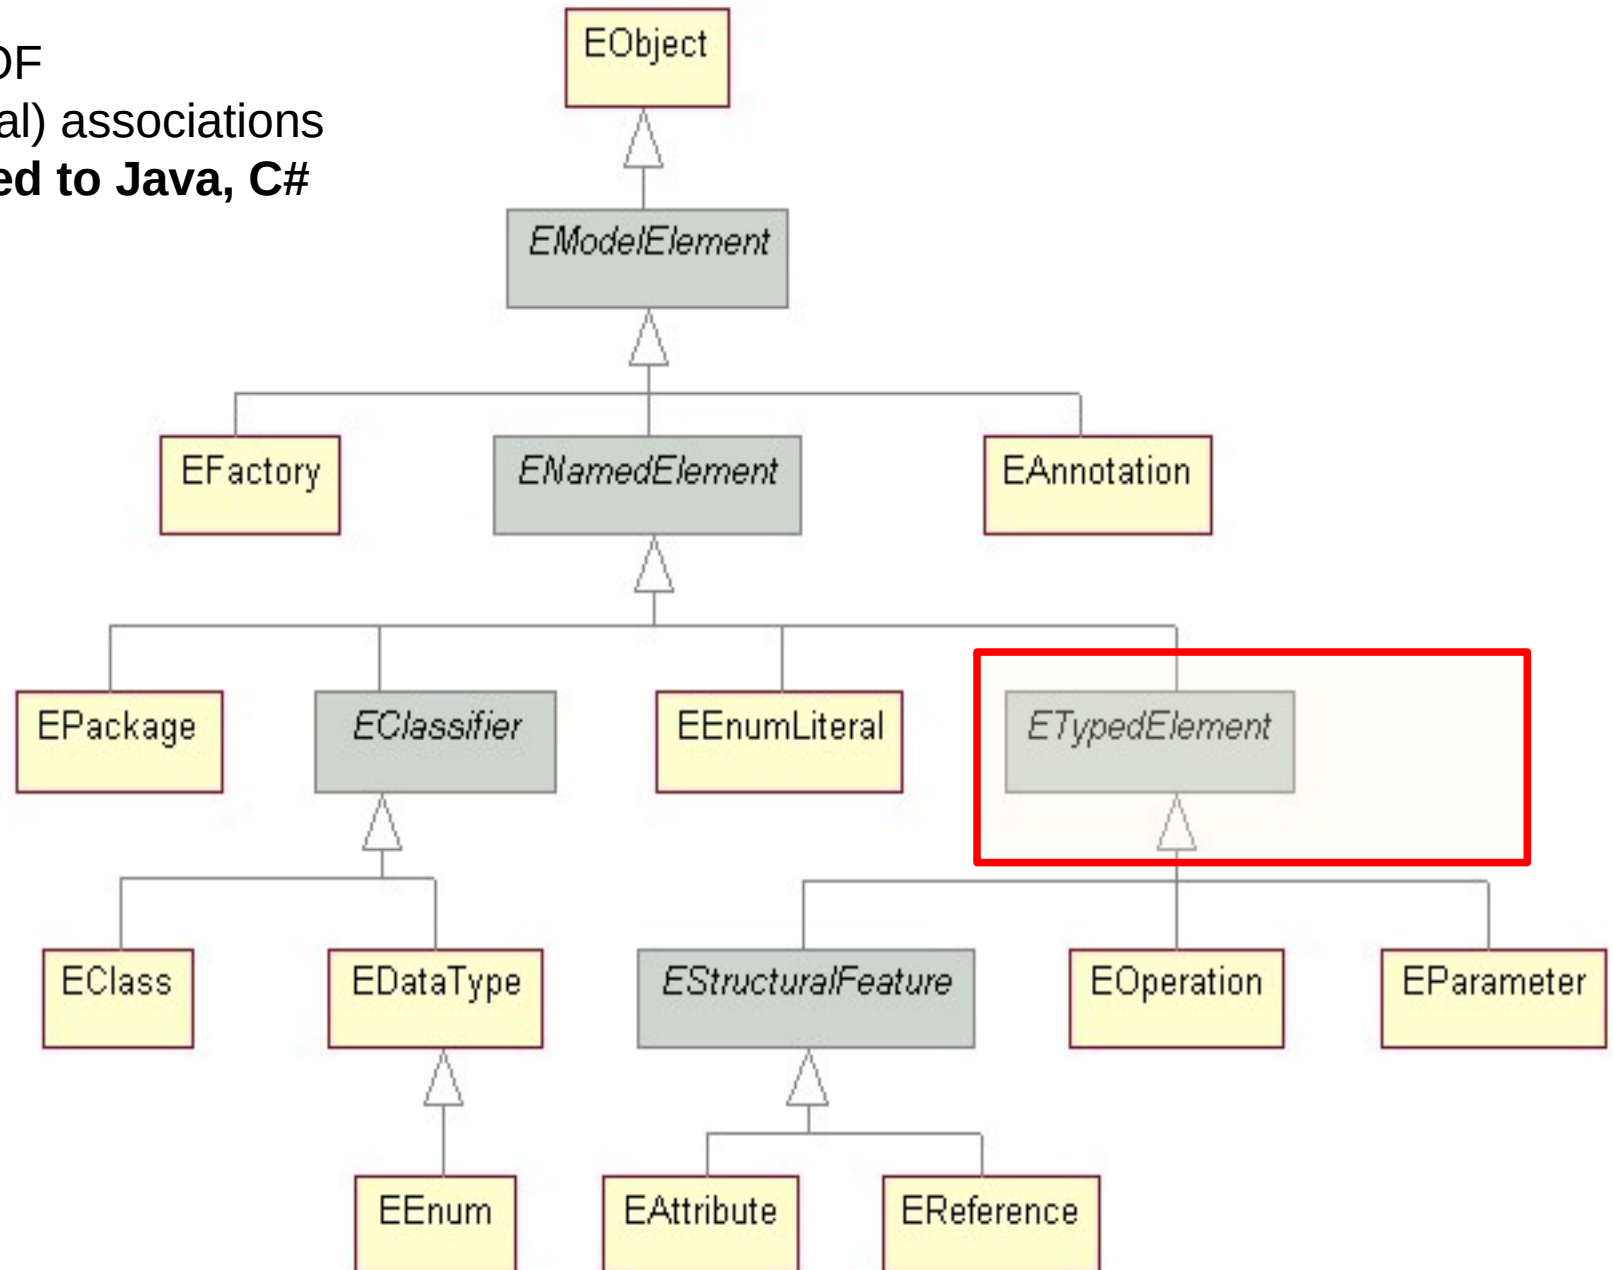 OF
al) associations
ed to Java, C#
EObject
EModelElement
EFactory
ENamedElement
EAnnotation
EPackage
EClassifier
EEnumLiteral
ETypedElement
EClass
EDataType
EStructuralFeature
EOperation
EParameter
EEnum
EAttribute
EReference